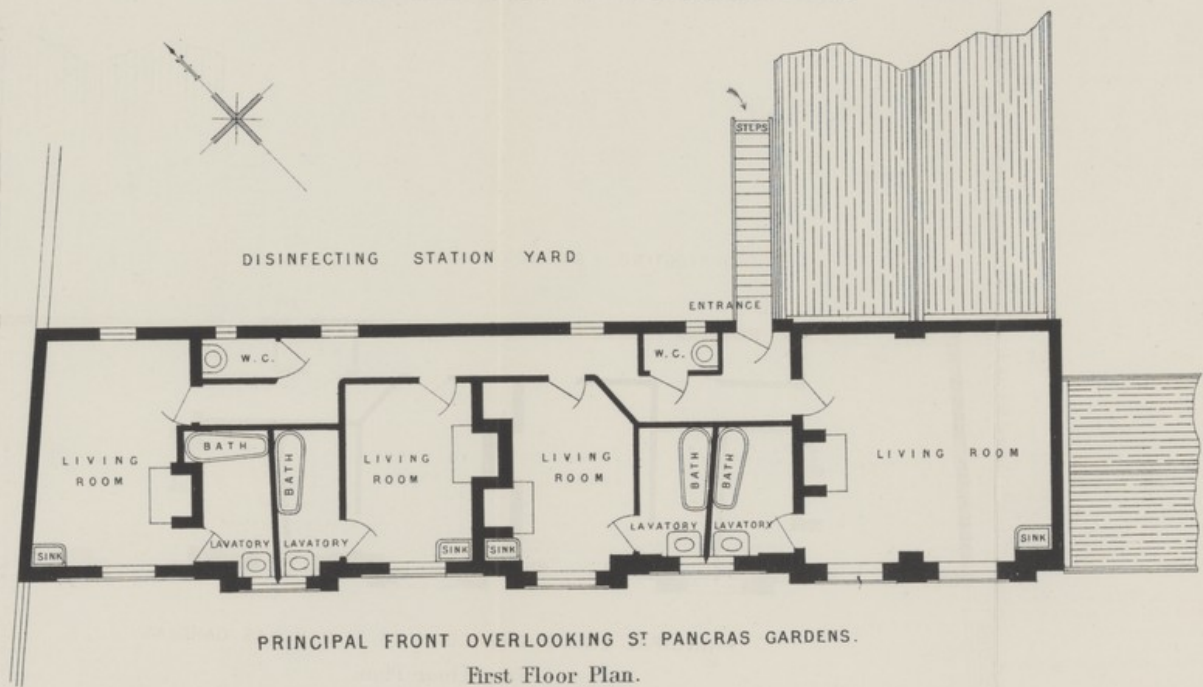 STEPS
DISINFECTING STATION YARD
ENTRANCE
W.C.
W.C.
BATH
LIVING
ROOM
BATH
LIVING
ROOM
LIVING
ROOM
BATH
BATH
LIVING ROOM
LAVATORY
LAVATORY
LAVATORY
LAVATORY
SINK
SINK
SINK
SINK
PRINCIPAL FRONT OVERLOOKING ST PANCRAS GARDENS.
First Floor Plan.